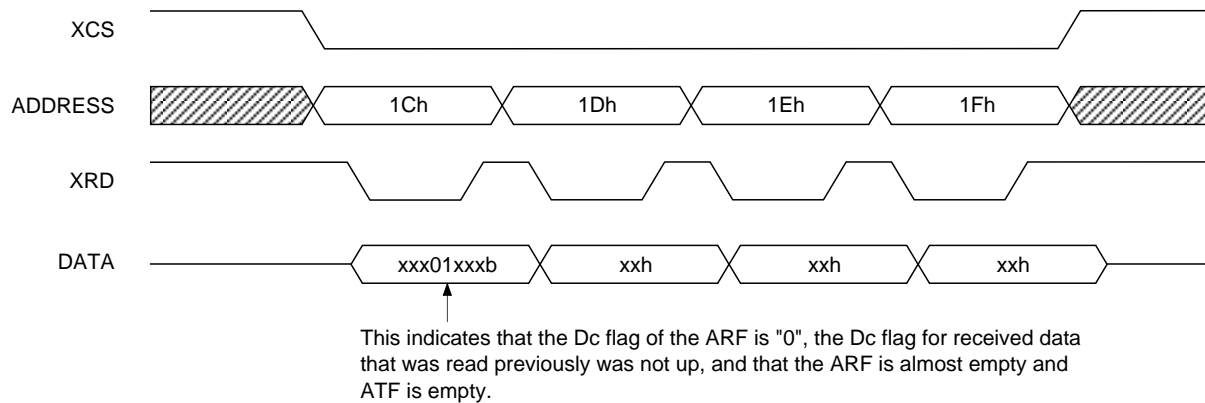 XCS
ADDRESS 1Ch 1Dh 1Eh 1Fh
XRD
DATA xxx01xxxb xxh xxh xxh
This indicates that the Dc flag of the ARF is "0", the Dc flag for received data
that was read previously was not up, and that the ARF is almost empty and
ATF is empty.